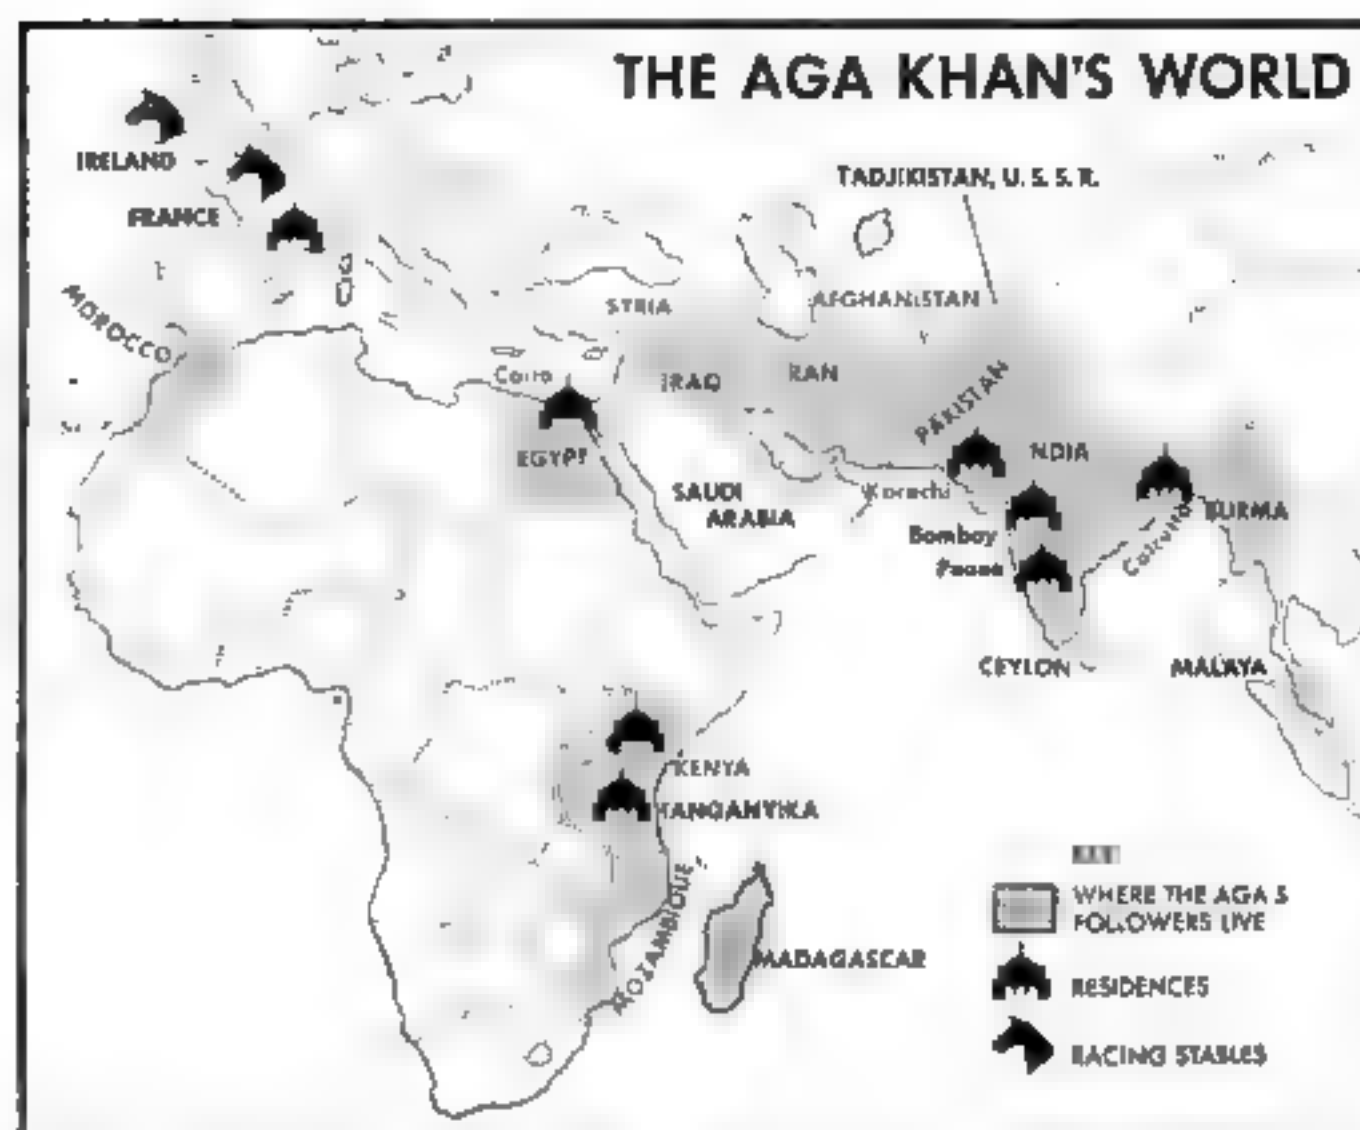 THE AGA KHAN'S WORLD
IRELAND
TADJIKISTAN, U. S. S. R.
FRANCE
MOROCCO
SYRIA
AFGHANISTAN
Cairo
IRAQ
RAN
PAKISTAN
EGYPT
NDIA
SAUDI
ARABIA
Karachi
BURMA
Bombay
Calcutta
Poona
CEYLON
MALAYA
KENYA
TANGANYIKA
MOZAMBIQUE
MADAGASCAR
KEY
WHERE THE AGA S
FOLLOWERS LIVE
RESIDENCES
RACING STABLES